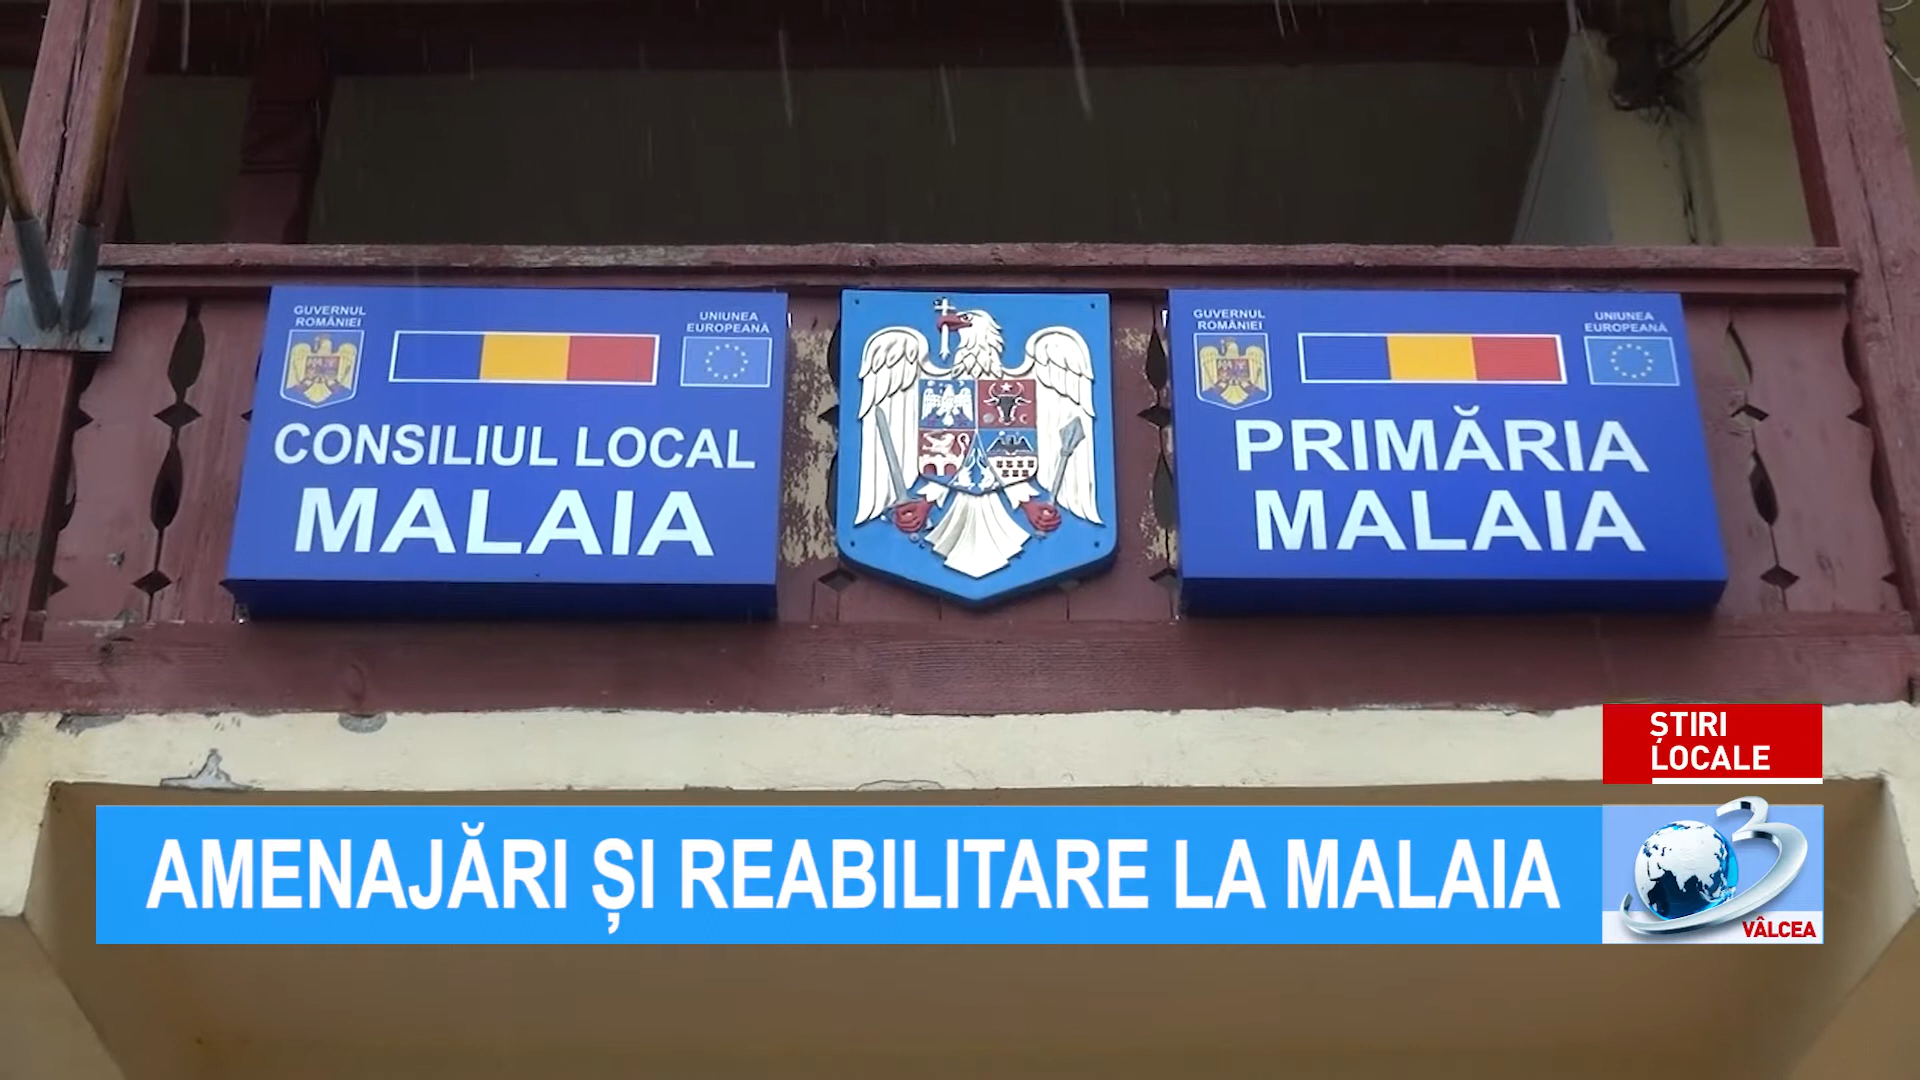 GUVERNUL
ROMÂNIEI
UNIUNEA
EUROPEANĂ
CONSILIUL LOCAL
MALAIA
GUVERNUL
ROMÂNIEI
UNIUNEA
EUROPEANĂ
PRIMĂRIA
MALAIA
ȘTIRI
LOCALE
AMENAJĂRI ȘI REABILITARE LA MALAIA
3
VÂLCEA